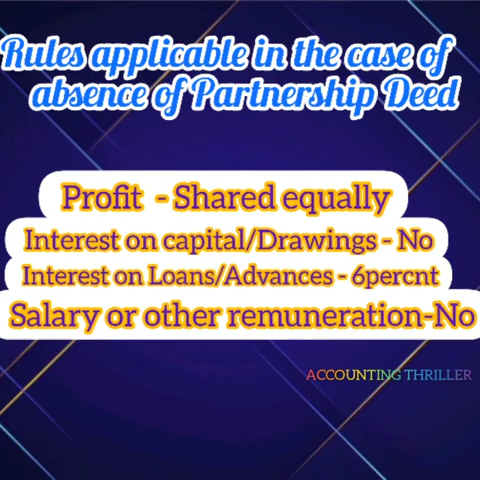 Rules applicable in the case of
absence of Partnership Deed
Profit - Shared equally
Interest on capital/Drawings - No
Interest on Loans/Advances - 6percnt
Salary or other remuneration-No
ACCOUNTING THRILLER